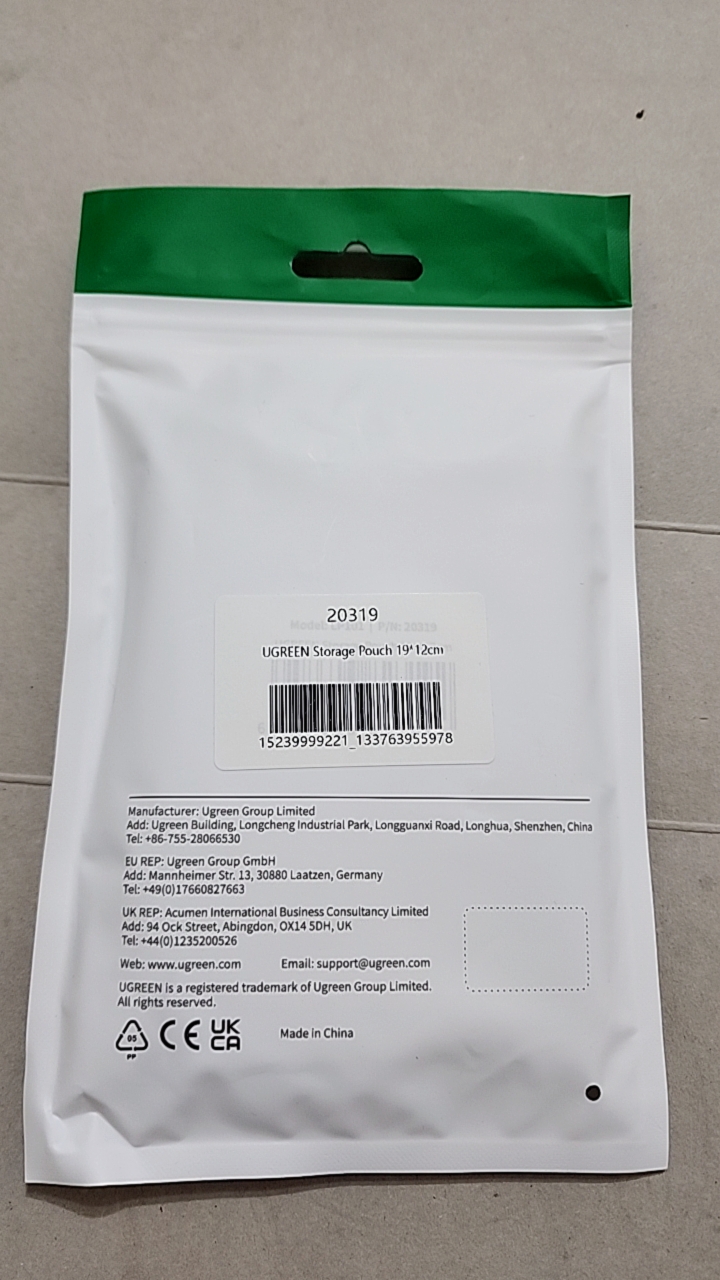 20319
Model: LP101 | P/N: 20319
UGREEN Storage Pouch 19*12cm
15239999221_133763955978
Manufacturer: Ugreen Group Limited
Add: Ugreen Building, Longcheng Industrial Park, Longguanxi Road, Longhua, Shenzhen, China
Tel: +86-755-28066530
EU REP: Ugreen Group GmbH
Add: Mannheimer Str. 13, 30880 Laatzen, Germany
Tel: +49(0)17660827663
UK REP: Acumen International Business Consultancy Limited
Add: 94 Ock Street, Abingdon, OX14 5DH, UK
Tel: +44(0)1235200526
Web: www.ugreen.com Email: support@ugreen.com
UGREEN is a registered trademark of Ugreen Group Limited.
All rights reserved.
05 CE UK
PP CA
Made in China